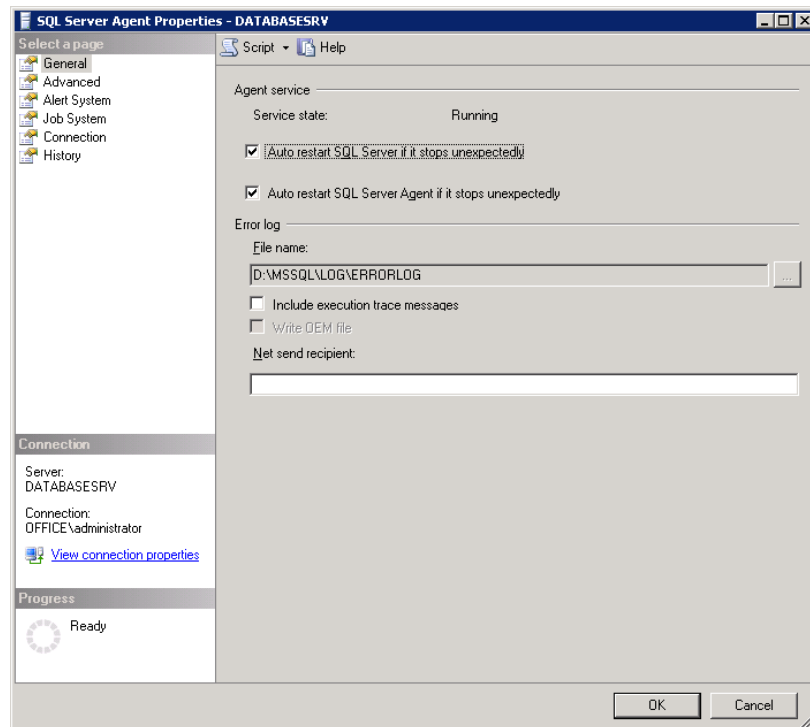 SQL Server Agent Properties - DATABASESRV
Select a page
General
Advanced
Alert System
Job System
Connection
History
Script Help
Agent service
Service state: Running
Auto restart SQL Server if it stops unexpectedly
Auto restart SQL Server Agent if it stops unexpectedly
Error log
File name:
D:\MSSQL\LOG\ERRORLOG
...
Include execution trace messages
Write OEM file
Net send recipient:
Connection
Server:
DATABASESRV
Connection:
OFFICE\administrator
View connection properties
Progress
Ready
OK Cancel